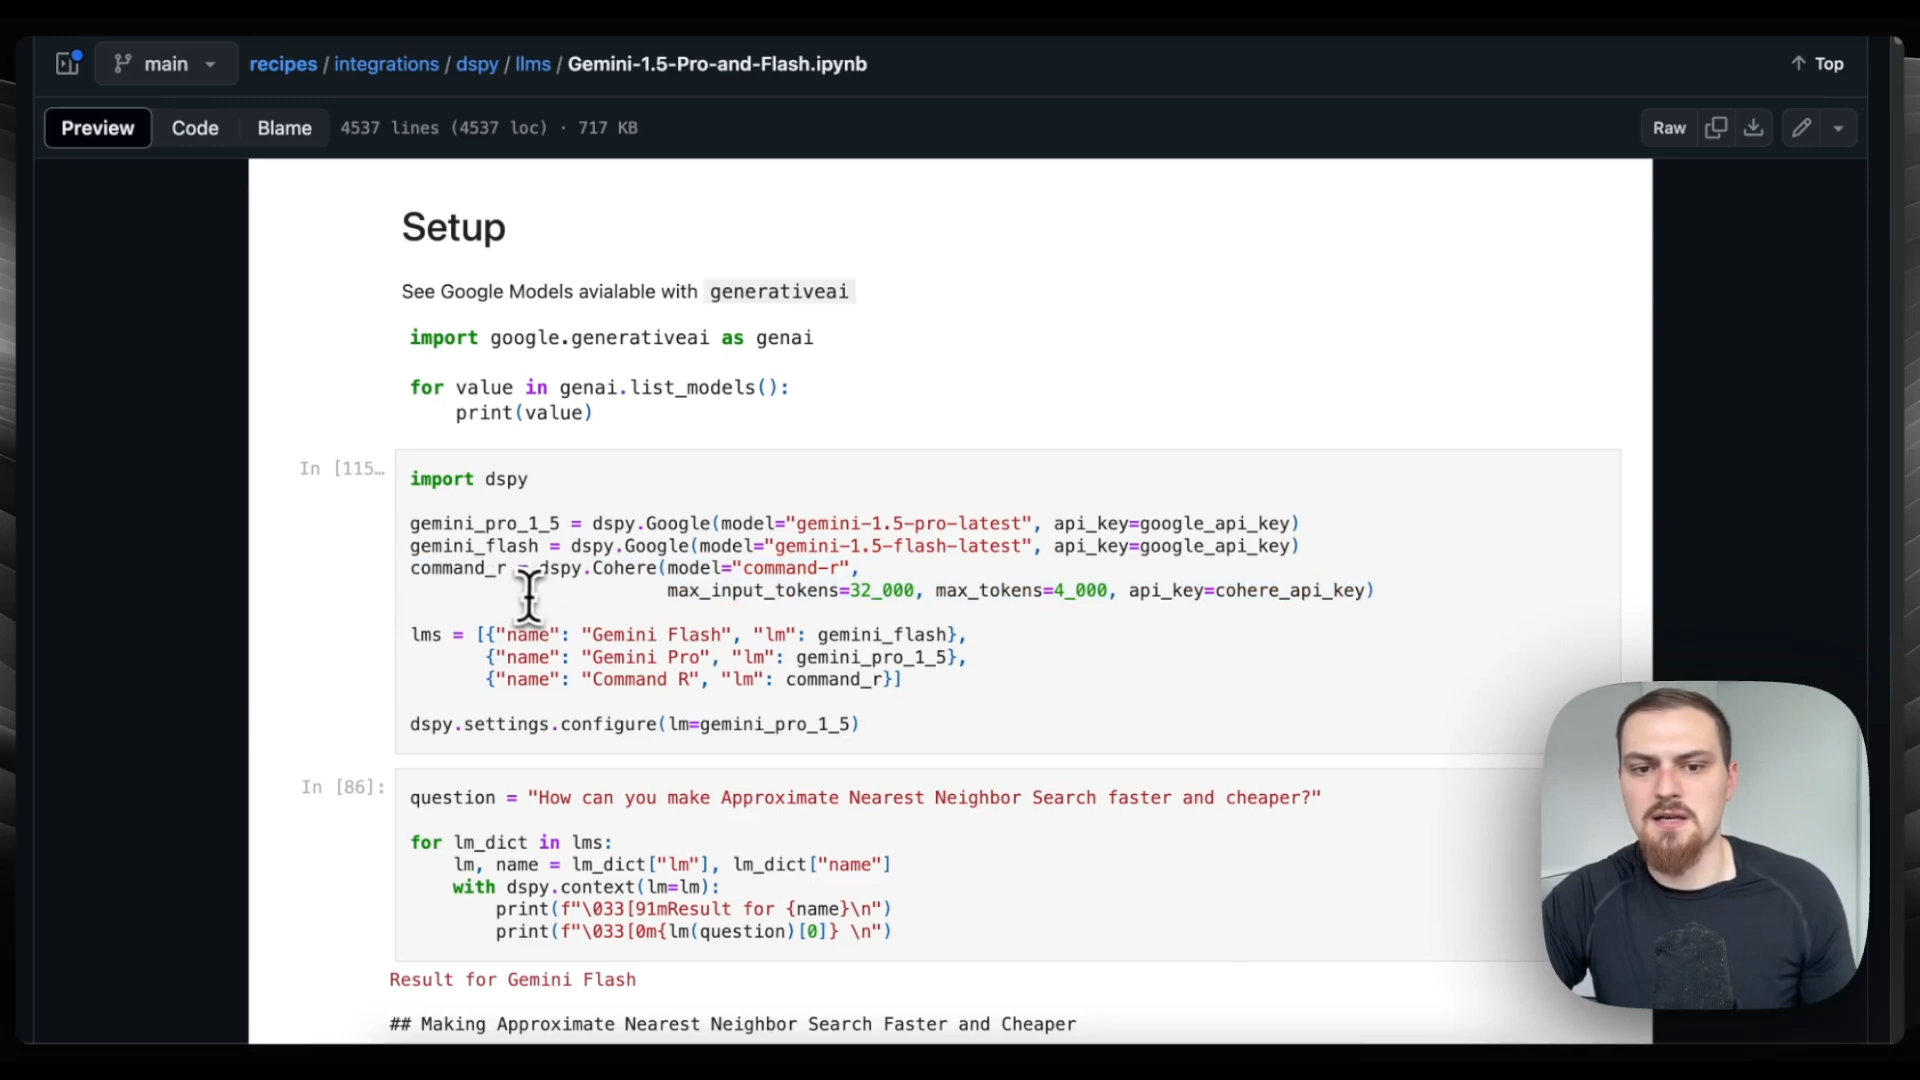 main
recipes / integrations / dspy / llms / Gemini-1.5-Pro-and-Flash.ipynb
Top
Preview
Code
Blame
4537 lines (4537 loc) · 717 KB
Raw
Setup
See Google Models avialable with generativeai
import google.generativeai as genai
for value in genai.list_models():
    print(value)
In [115…
import dspy
gemini_pro_1_5 = dspy.Google(model="gemini-1.5-pro-latest", api_key=google_api_key)
gemini_flash = dspy.Google(model="gemini-1.5-flash-latest", api_key=google_api_key)
command_r = dspy.Cohere(model="command-r",
                        max_input_tokens=32_000, max_tokens=4_000, api_key=cohere_api_key)
lms = [{"name": "Gemini Flash", "lm": gemini_flash},
       {"name": "Gemini Pro", "lm": gemini_pro_1_5},
       {"name": "Command R", "lm": command_r}]
dspy.settings.configure(lm=gemini_pro_1_5)
In [86]:
question = "How can you make Approximate Nearest Neighbor Search faster and cheaper?"
for lm_dict in lms:
    lm, name = lm_dict["lm"], lm_dict["name"]
    with dspy.context(lm=lm):
        print(f"\033[91mResult for {name}\n")
        print(f"\033[0m{lm(question)[0]} \n")
Result for Gemini Flash
## Making Approximate Nearest Neighbor Search Faster and Cheaper